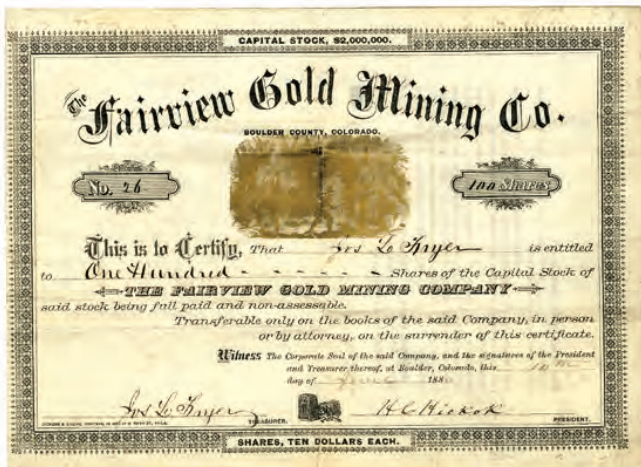 CAPITAL STOCK, $2,000,000.
The Fairview Gold Mining Co.
BOULDER COUNTY, COLORADO.
No. 26
100 Shares
This is to Certify, That Jos Le is entitled
to One Hundred - - - - - - Shares of the Capital Stock of
THE FAIRVIEW GOLD MINING COMPANY
said stock being full paid and non-assessable.
Transferable only on the books of the said Company, in person
or by attorney, on the surrender of this certificate.
Witness The Corporate Seal of the said Company, and the signatures of the President
and Treasurer thereof, at Boulder, Colorado, this
day of 188
Jos Le H C Hickok
TREASURER. PRESIDENT.
SHARES, TEN DOLLARS EACH.